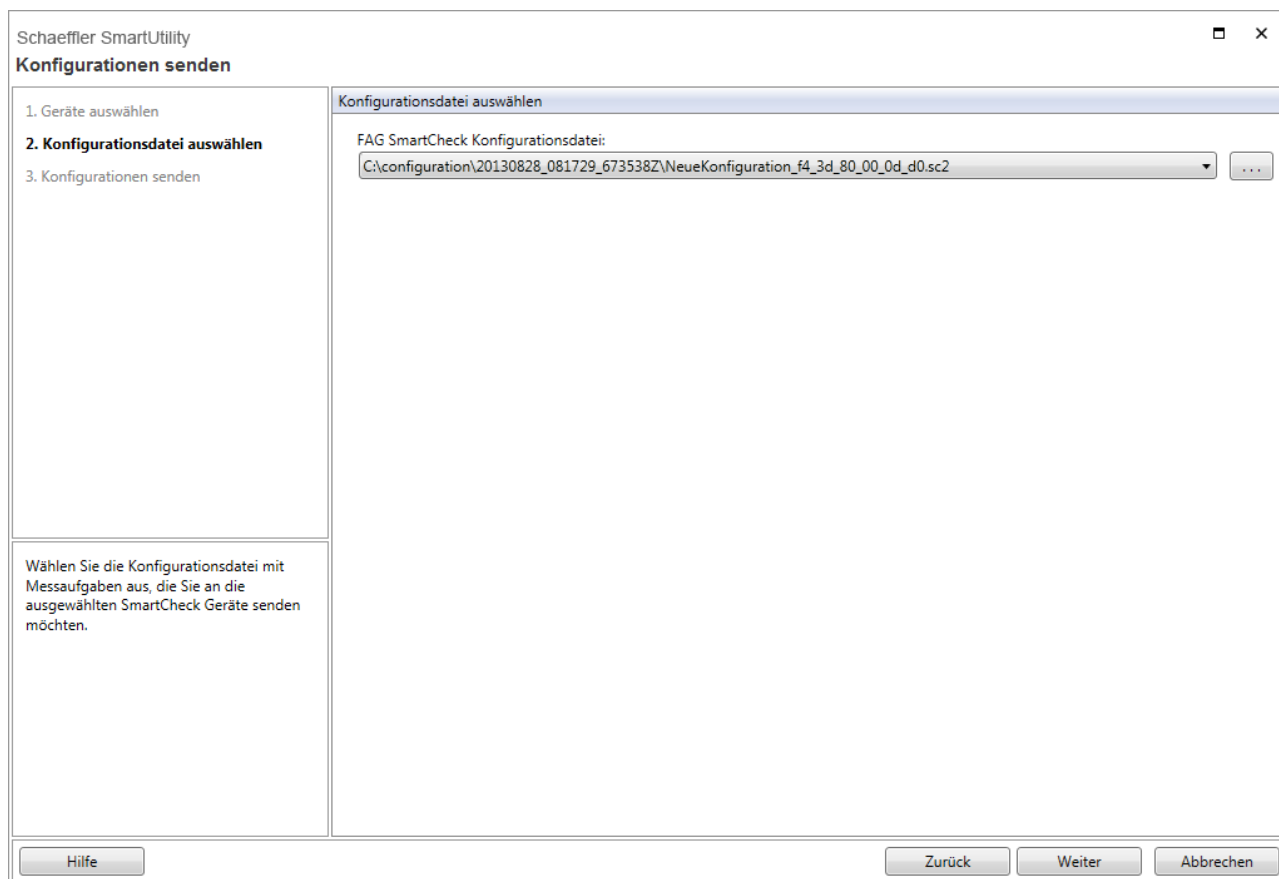 Schaeffler SmartUtility
Konfigurationen senden
1. Geräte auswählen
2. Konfigurationsdatei auswählen
3. Konfigurationen senden
Wählen Sie die Konfigurationsdatei mit
Messaufgaben aus, die Sie an die
ausgewählten SmartCheck Geräte senden
möchten.
Konfigurationsdatei auswählen
FAG SmartCheck Konfigurationsdatei:
C:\configuration\20130828_081729_673538Z\NeueKonfiguration_f4_3d_80_00_0d_d0.sc2
...
Hilfe
Zurück
Weiter
Abbrechen